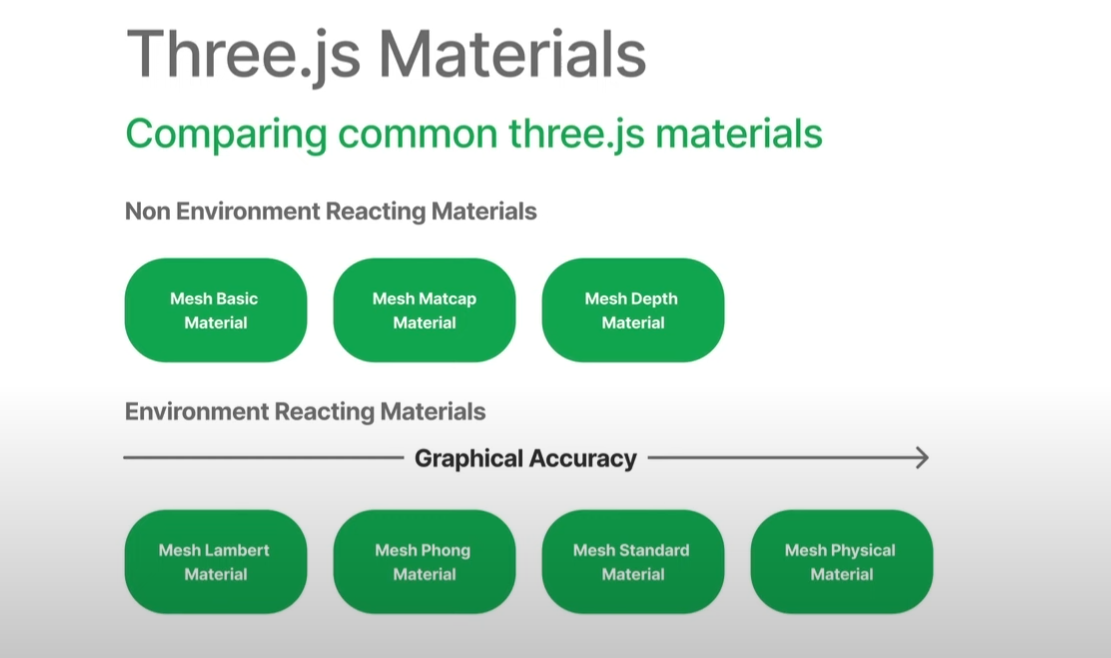 Three.js Materials
Comparing common three.js materials
Non Environment Reacting Materials
Mesh Basic
Material
Mesh Matcap
Material
Mesh Depth
Material
Environment Reacting Materials
Graphical Accuracy
Mesh Lambert
Material
Mesh Phong
Material
Mesh Standard
Material
Mesh Physical
Material